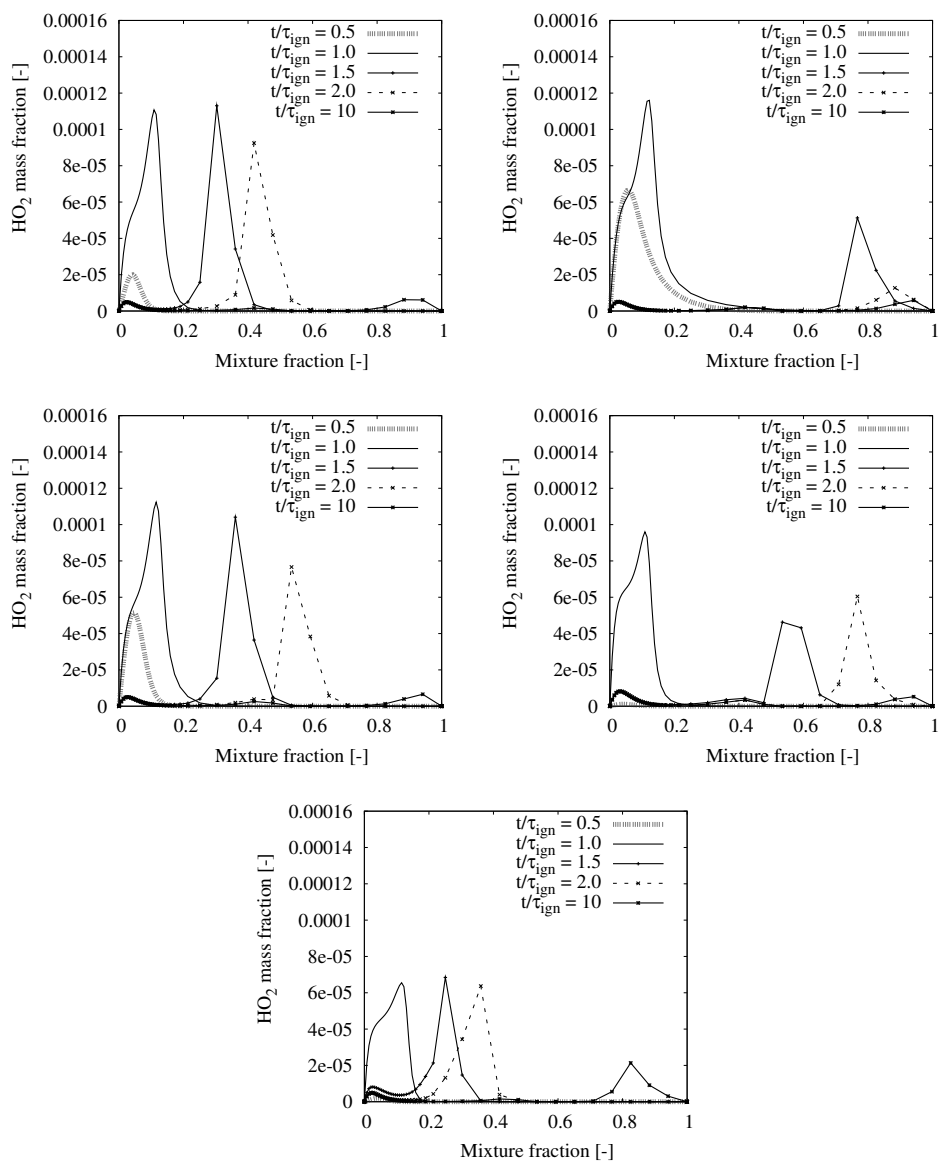 0.00016
0.00014
0.00012
0.0001
8e-05
6e-05
4e-05
2e-05
0
0 0.2 0.4 0.6 0.8 1
Mixture fraction [-]
HO2 mass fraction [-]
t/τign = 0.5
t/τign = 1.0
t/τign = 1.5
t/τign = 2.0
t/τign = 10
0.00016
0.00014
0.00012
0.0001
8e-05
6e-05
4e-05
2e-05
0
0 0.2 0.4 0.6 0.8 1
Mixture fraction [-]
HO2 mass fraction [-]
t/τign = 0.5
t/τign = 1.0
t/τign = 1.5
t/τign = 2.0
t/τign = 10
0.00016
0.00014
0.00012
0.0001
8e-05
6e-05
4e-05
2e-05
0
0 0.2 0.4 0.6 0.8 1
Mixture fraction [-]
HO2 mass fraction [-]
t/τign = 0.5
t/τign = 1.0
t/τign = 1.5
t/τign = 2.0
t/τign = 10
0.00016
0.00014
0.00012
0.0001
8e-05
6e-05
4e-05
2e-05
0
0 0.2 0.4 0.6 0.8 1
Mixture fraction [-]
HO2 mass fraction [-]
t/τign = 0.5
t/τign = 1.0
t/τign = 1.5
t/τign = 2.0
t/τign = 10
0.00016
0.00014
0.00012
0.0001
8e-05
6e-05
4e-05
2e-05
0
0 0.2 0.4 0.6 0.8 1
Mixture fraction [-]
HO2 mass fraction [-]
t/τign = 0.5
t/τign = 1.0
t/τign = 1.5
t/τign = 2.0
t/τign = 10